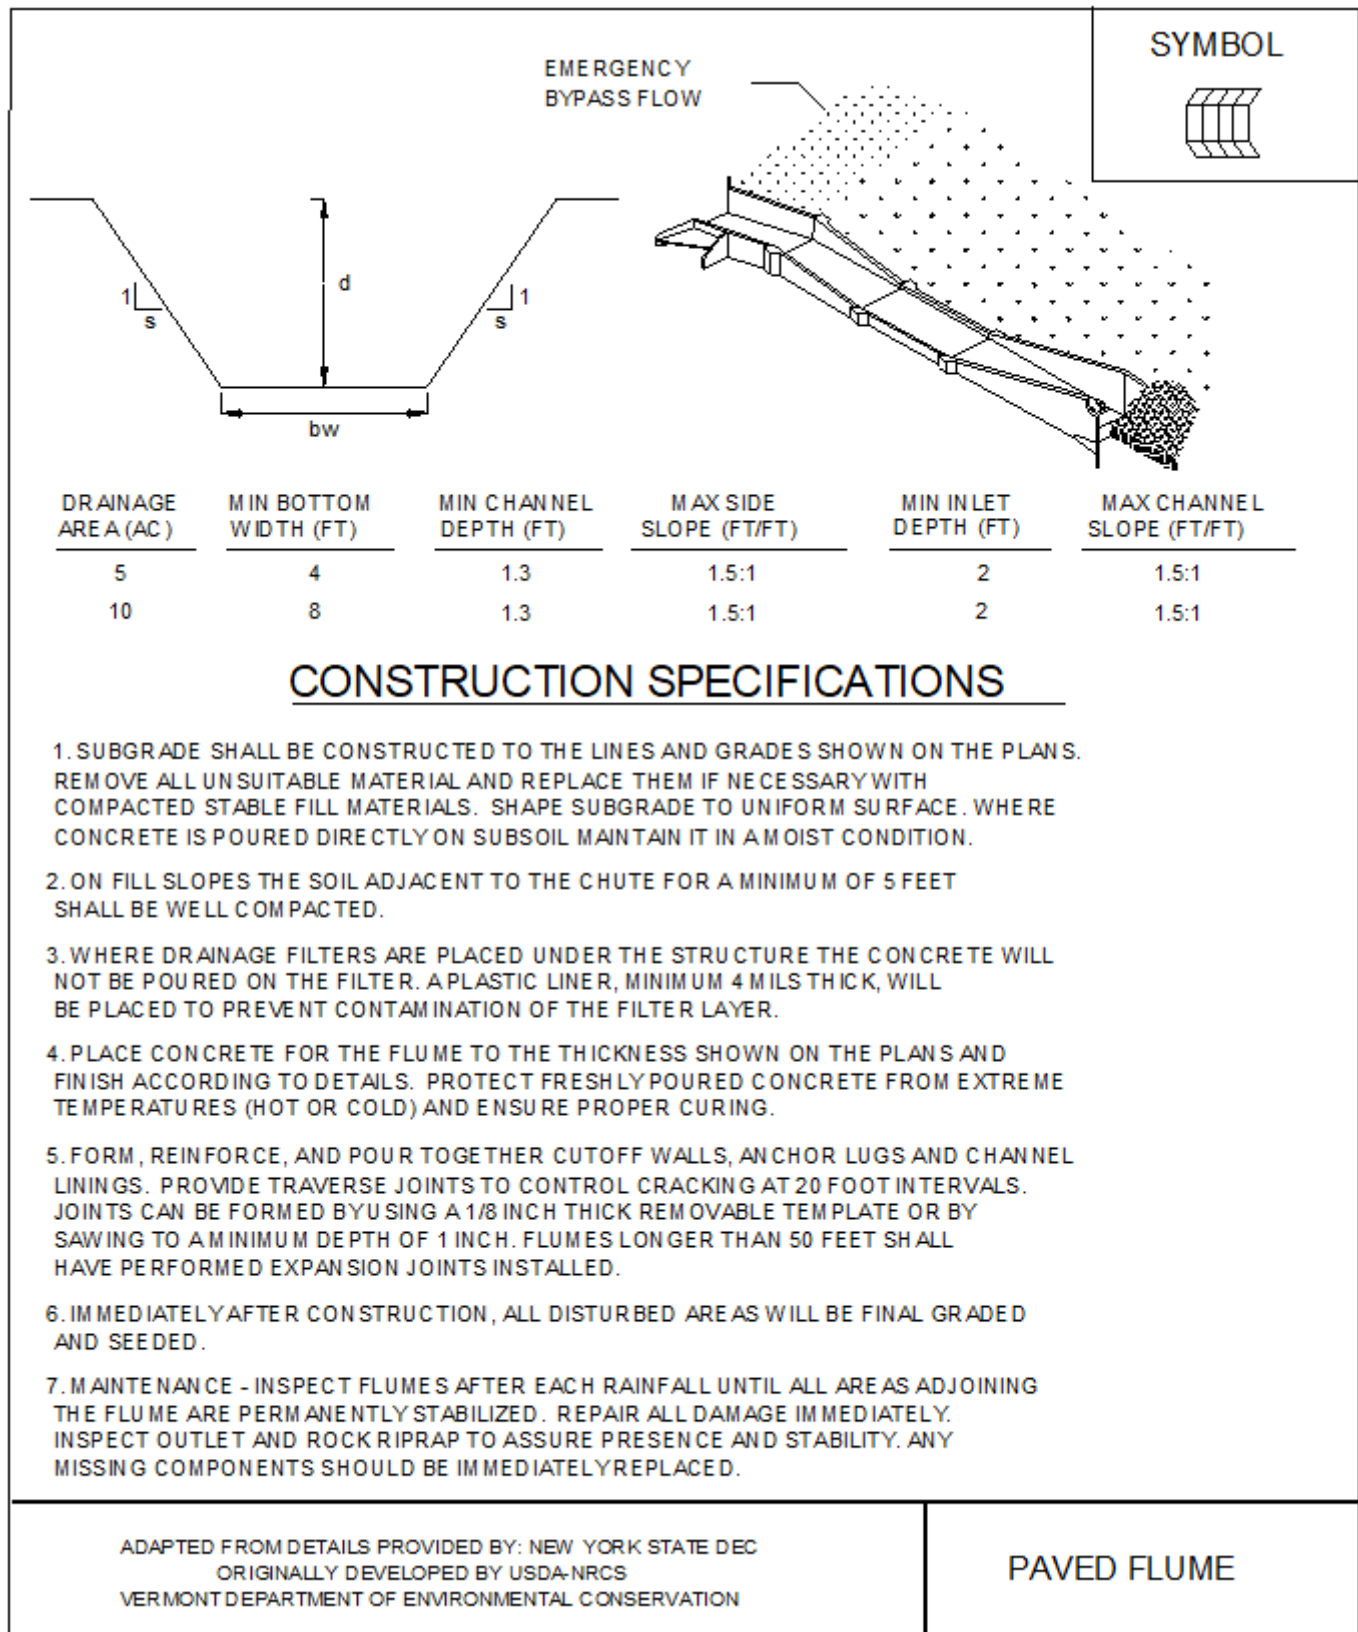 SYMBOL
EMERGENCY
BYPASS FLOW
d
1
s
1
s
bw
DRAINAGE AREA (AC) MIN BOTTOM WIDTH (FT) MIN CHANNEL DEPTH (FT) MAX SIDE SLOPE (FT/FT) MIN INLET DEPTH (FT) MAX CHANNEL SLOPE (FT/FT)
5 4 1.3 1.5:1 2 1.5:1
10 8 1.3 1.5:1 2 1.5:1
CONSTRUCTION SPECIFICATIONS
1. SUBGRADE SHALL BE CONSTRUCTED TO THE LINES AND GRADES SHOWN ON THE PLANS.
REMOVE ALL UNSUITABLE MATERIAL AND REPLACE THEM IF NECESSARY WITH
COMPACTED STABLE FILL MATERIALS. SHAPE SUBGRADE TO UNIFORM SURFACE. WHERE
CONCRETE IS POURED DIRECTLY ON SUBSOIL MAINTAIN IT IN A MOIST CONDITION.
2. ON FILL SLOPES THE SOIL ADJACENT TO THE CHUTE FOR A MINIMUM OF 5 FEET
SHALL BE WELL COMPACTED.
3. WHERE DRAINAGE FILTERS ARE PLACED UNDER THE STRUCTURE THE CONCRETE WILL
NOT BE POURED ON THE FILTER. A PLASTIC LINER, MINIMUM 4 MILS THICK, WILL
BE PLACED TO PREVENT CONTAMINATION OF THE FILTER LAYER.
4. PLACE CONCRETE FOR THE FLUME TO THE THICKNESS SHOWN ON THE PLANS AND
FINISH ACCORDING TO DETAILS. PROTECT FRESHLY POURED CONCRETE FROM EXTREME
TEMPERATURES (HOT OR COLD) AND ENSURE PROPER CURING.
5. FORM, REINFORCE, AND POUR TOGETHER CUTOFF WALLS, ANCHOR LUGS AND CHANNEL
LININGS. PROVIDE TRAVERSE JOINTS TO CONTROL CRACKING AT 20 FOOT INTERVALS.
JOINTS CAN BE FORMED BY USING A 1/8 INCH THICK REMOVABLE TEMPLATE OR BY
SAWING TO A MINIMUM DEPTH OF 1 INCH. FLUMES LONGER THAN 50 FEET SHALL
HAVE PERFORMED EXPANSION JOINTS INSTALLED.
6. IMMEDIATELY AFTER CONSTRUCTION, ALL DISTURBED AREAS WILL BE FINAL GRADED
AND SEEDED.
7. MAINTENANCE - INSPECT FLUMES AFTER EACH RAINFALL UNTIL ALL AREAS ADJOINING
THE FLUME ARE PERMANENTLY STABILIZED. REPAIR ALL DAMAGE IMMEDIATELY.
INSPECT OUTLET AND ROCK RIPRAP TO ASSURE PRESENCE AND STABILITY. ANY
MISSING COMPONENTS SHOULD BE IMMEDIATELY REPLACED.
ADAPTED FROM DETAILS PROVIDED BY: NEW YORK STATE DEC
ORIGINALLY DEVELOPED BY USDA-NRCS
VERMONT DEPARTMENT OF ENVIRONMENTAL CONSERVATION
PAVED FLUME